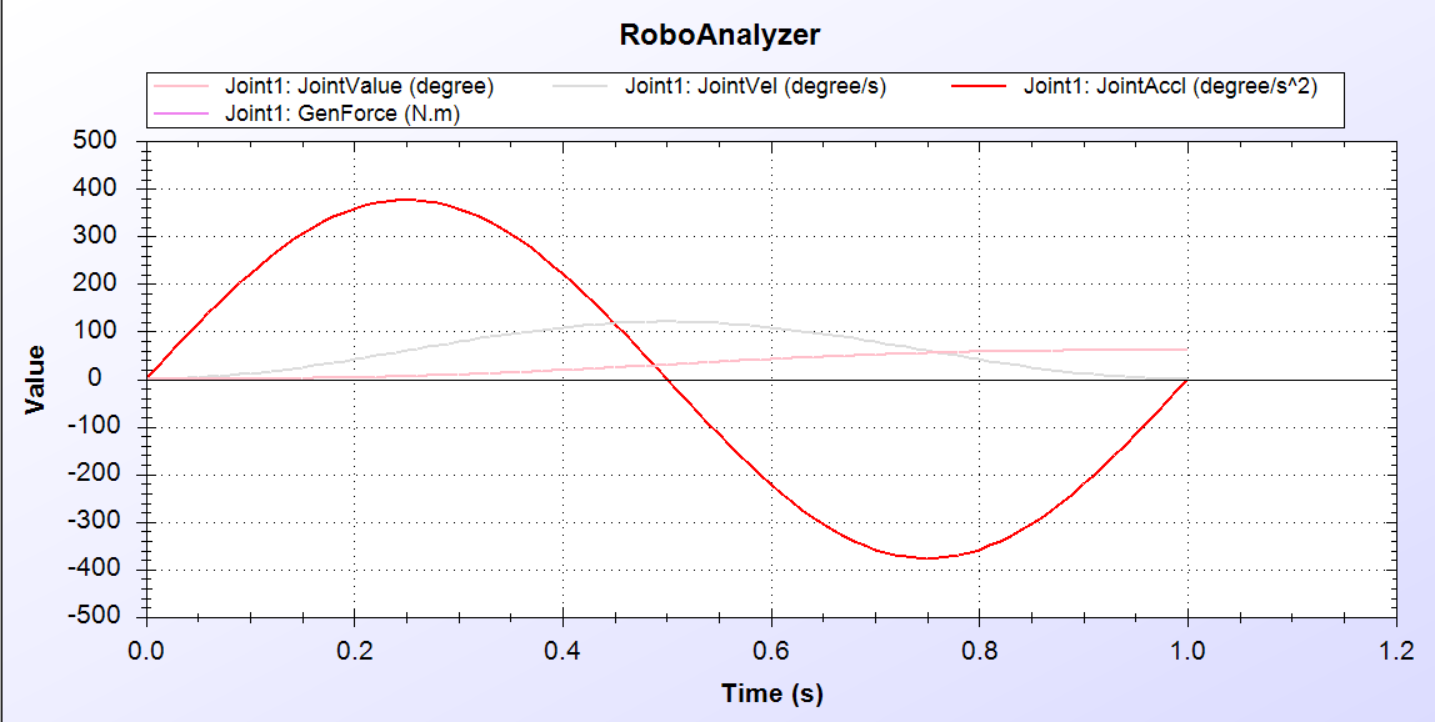 RoboAnalyzer
Joint1: JointValue (degree) Joint1: JointVel (degree/s) Joint1: JointAccl (degree/s^2)
Joint1: GenForce (N.m)
500
400
300
200
100
0
-100
-200
-300
-400
-500
Value
0.0 0.2 0.4 0.6 0.8 1.0 1.2
Time (s)